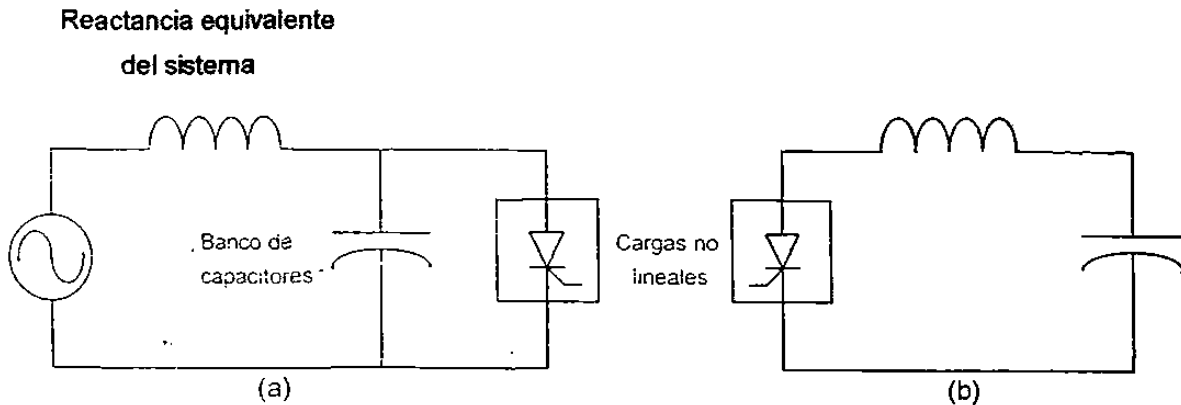 Reactancia equivalente
del sistema
Banco de
capacitores
Cargas no
lineales
(a)
(b)